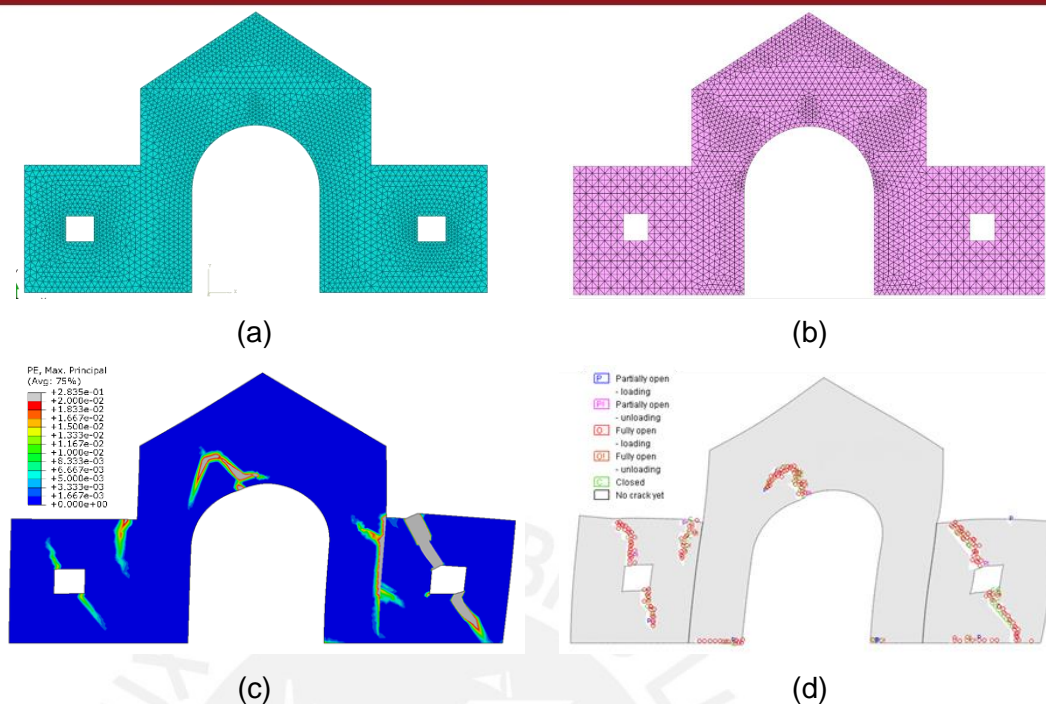 (a)
(b)
PE, Max. Principal
(Avg: 75%)
+2.835e-01
+2.000e-02
+1.833e-02
+1.667e-02
+1.500e-02
+1.333e-02
+1.167e-02
+1.000e-02
+8.333e-03
+6.667e-03
+5.000e-03
+3.333e-03
+1.667e-03
+0.000e+00
P Partially open
- loading
Partially open
- unloading
O Fully open
- loading
Fully open
- unloading
C Closed
No crack yet
(c)
(d)